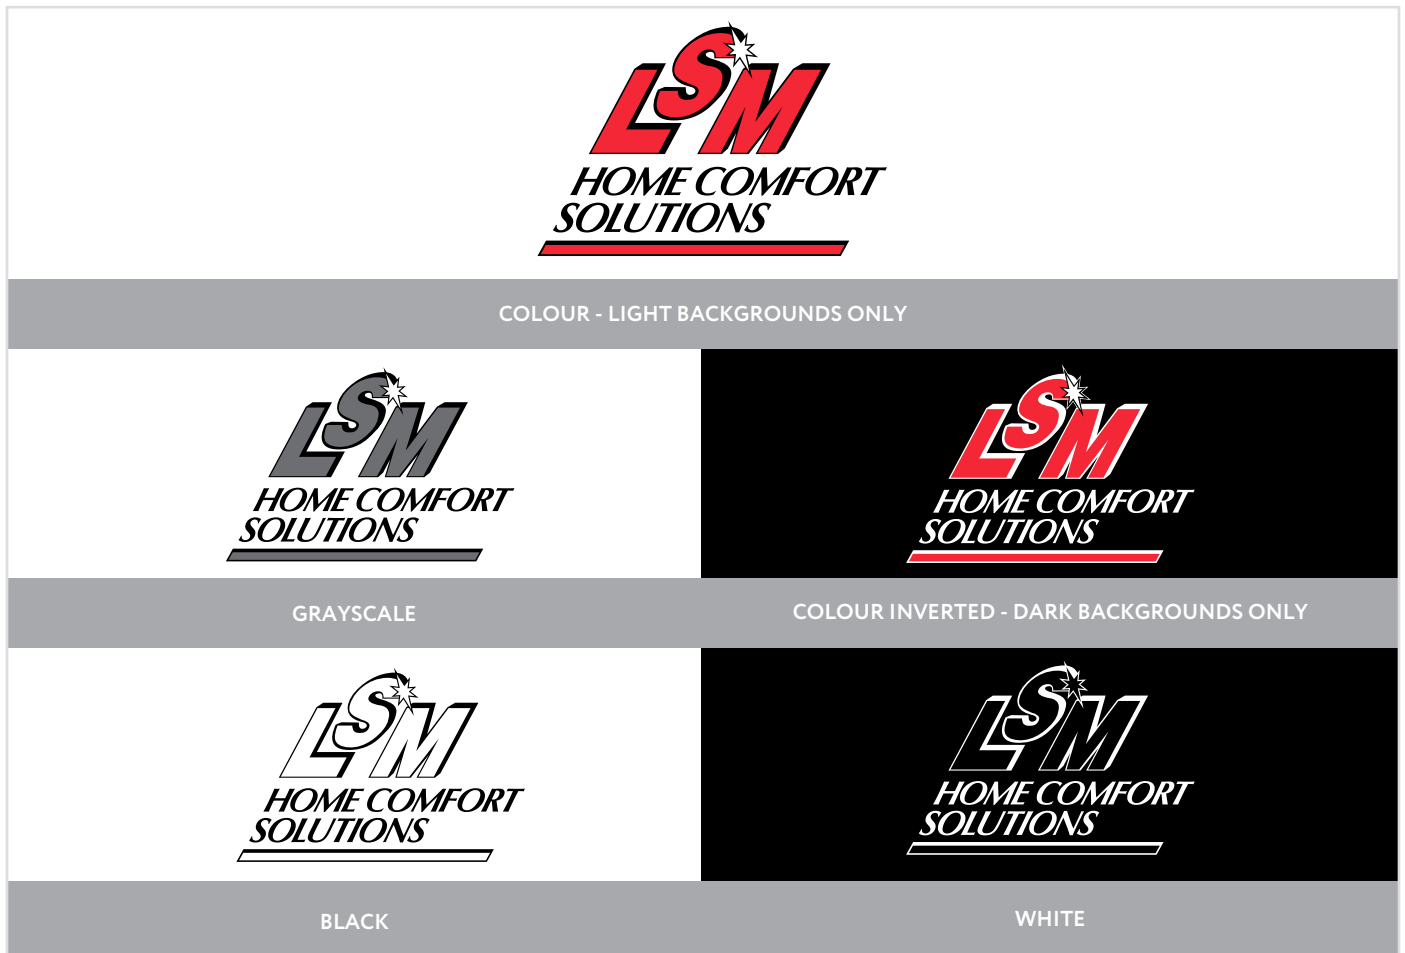 LSM
HOME COMFORT
SOLUTIONS
COLOUR - LIGHT BACKGROUNDS ONLY
LSM
HOME COMFORT
SOLUTIONS
GRAYSCALE
LSM
HOME COMFORT
SOLUTIONS
COLOUR INVERTED - DARK BACKGROUNDS ONLY
LSM
HOME COMFORT
SOLUTIONS
BLACK
LSM
HOME COMFORT
SOLUTIONS
WHITE